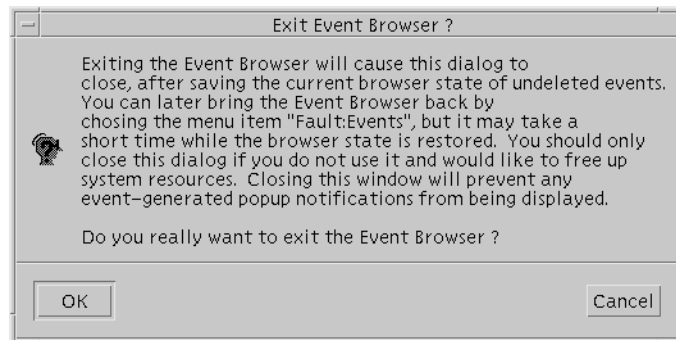 Exit Event Browser ?
Exiting the Event Browser will cause this dialog to
close, after saving the current browser state of undeleted events.
You can later bring the Event Browser back by
chosing the menu item "Fault:Events", but it may take a
short time while the browser state is restored.  You should only
close this dialog if you do not use it and would like to free up
system resources.  Closing this window will prevent any
event-generated popup notifications from being displayed.
Do you really want to exit the Event Browser ?
OK
Cancel